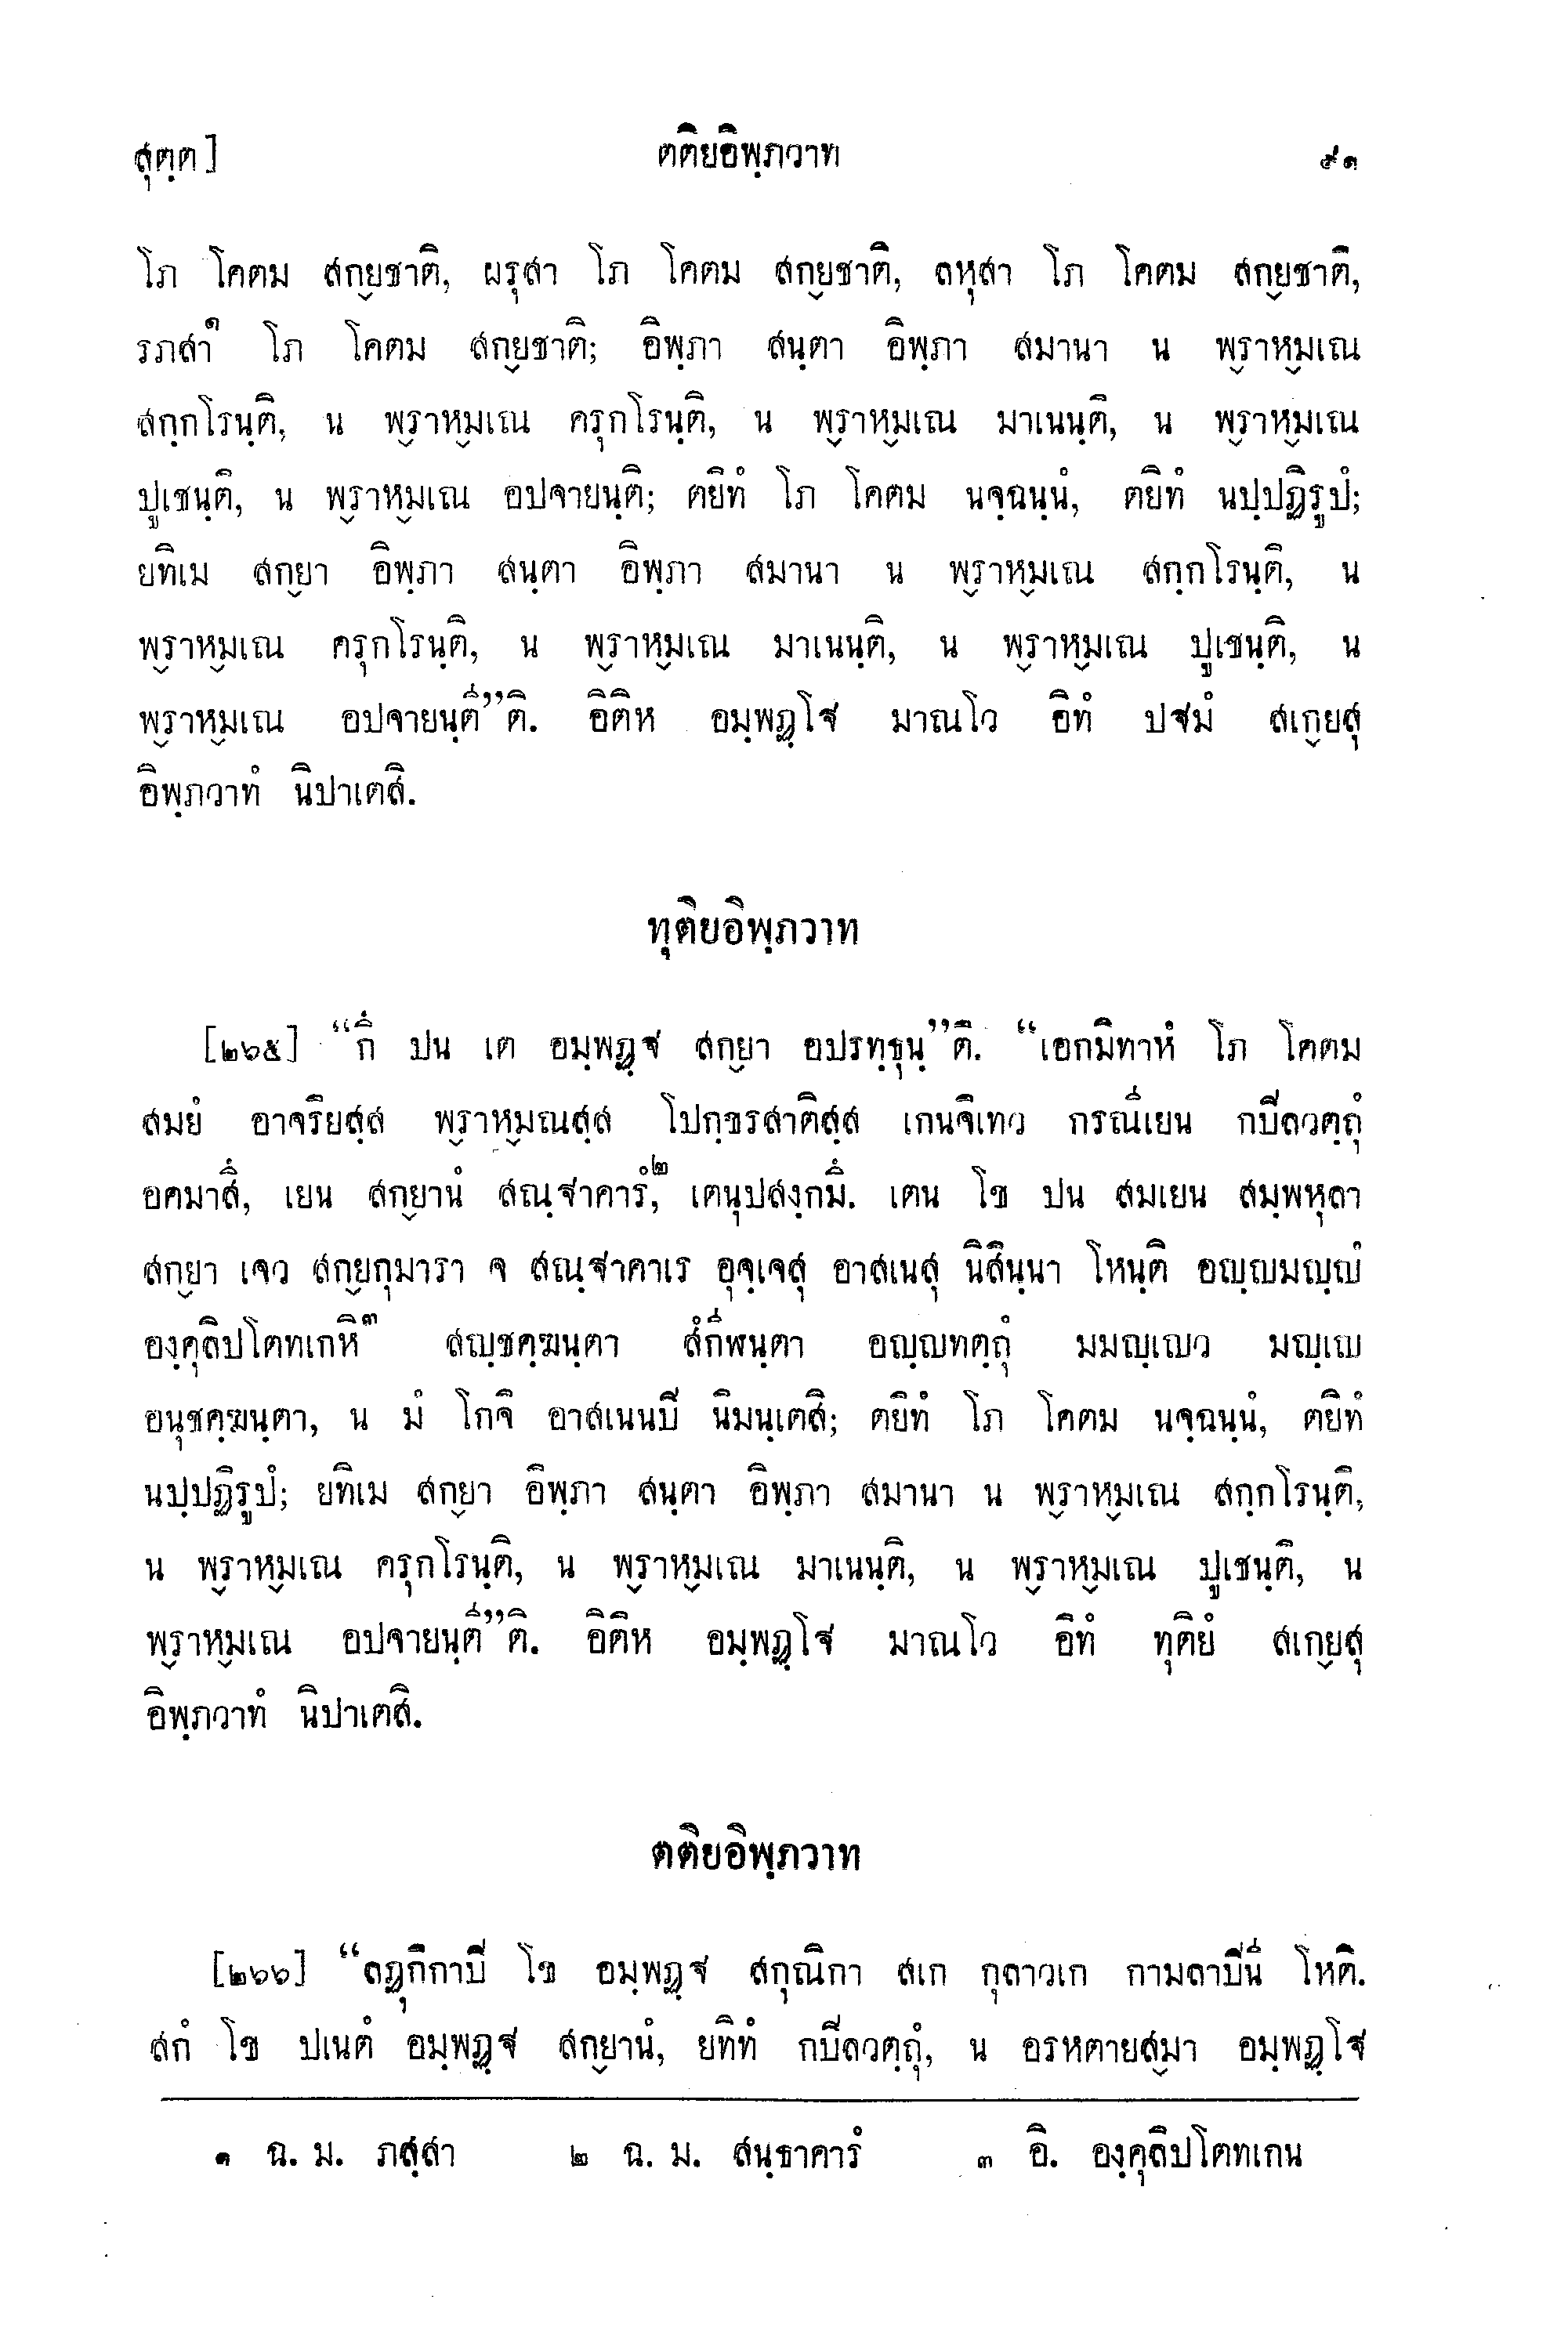 สุตฺต] ตติยอิพฺภวาท ๙๑
โภ โคตม สกฺยชาติ, ผรุสา โภ โคตม สกฺยชาติ, ลหุสา โภ โคตม สกฺยชาติ,
รภสา๑ โภ โคตม สกฺยชาติ; อิพฺภา สนฺตา อิพฺภา สมานา น พฺราหฺมเณ
สกฺกโรนฺติ, น พฺราหฺมเณ ครุกโรนฺติ, น พฺราหฺมเณ มาเนนฺติ, น พฺราหฺมเณ
ปูเชนฺติ, น พฺราหฺมเณ อปจายนฺติ; ตยิทํ โภ โคตม นจฺฉนฺนํ, ตยิทํ นปฺปฏิรูปํ;
ยทิเม สกฺยา อิพฺภา สนฺตา อิพฺภา สมานา น พฺราหฺมเณ สกฺกโรนฺติ, น
พฺราหฺมเณ ครุกโรนฺติ, น พฺราหฺมเณ มาเนนฺติ, น พฺราหฺมเณ ปูเชนฺติ, น
พฺราหฺมเณ อปจายนฺตี”ติ. อิติห อมฺพฏฺโฐ มาณโว อิทํ ปฐมํ สเกฺยสุ
อิพฺภวาทํ นิปาเตสิ.
ทุติยอิพฺภวาท
[๒๖๕] “กึ ปน เต อมฺพฏฺฐ สกฺยา อปรทฺธุนฺ”ติ. “เอกมิทาหํ โภ โคตม
สมยํ อาจริยสฺส พฺราหฺมณสฺส โปกฺขรสาติสฺส เกนจิเทว กรณีเยน กปิลวตฺถุํ
อคมาสึ, เยน สกฺยานํ สณฺฐาคารํ,๒ เตนุปสงฺกมึ. เตน โข ปน สมเยน สมฺพหุลา
สกฺยา เจว สกฺยกุมารา จ สณฺฐาคาเร อุจฺเจสุ อาสเนสุ นิสินฺนา โหนฺติ อญฺญมญฺญํ
องฺคุลิปโตทเกหิ๓ สญฺชคฺฆนฺตา สํกีฬนฺตา อญฺญทตฺถุํ มมญฺเญว มญฺเญ
อนุชคฺฆนฺตา, น มํ โกจิ อาสเนนปิ นิมนฺเตสิ; ตยิทํ โภ โคตม นจฺฉนฺนํ, ตยิทํ
นปฺปฏิรูปํ; ยทิเม สกฺยา อิพฺภา สนฺตา อิพฺภา สมานา น พฺราหฺมเณ สกฺกโรนฺติ,
น พฺราหฺมเณ ครุกโรนฺติ, น พฺราหฺมเณ มาเนนฺติ, น พฺราหฺมเณ ปูเชนฺติ, น
พฺราหฺมเณ อปจายนฺตี”ติ. อิติห อมฺพฏฺโฐ มาณโว อิทํ ทุติยํ สเกฺยสุ
อิพฺภวาทํ นิปาเตสิ.
ตติยอิพฺภวาท
[๒๖๖] “ลฏุกิกาปิ โข อมฺพฏฺฐ สกุณิกา สเก กุลาวเก กามลาปินี โหติ.
สกํ โข ปเนตํ อมฺพฏฺฐ สกฺยานํ, ยทิทํ กปิลวตฺถุํ, น อรหตายสฺมา อมฺพฏฺโฐ
๑ ฉ. ม. ภสฺสา ๒ ฉ. ม. สนฺธาคารํ ๓ อิ. องฺคุลิปโตทเกน